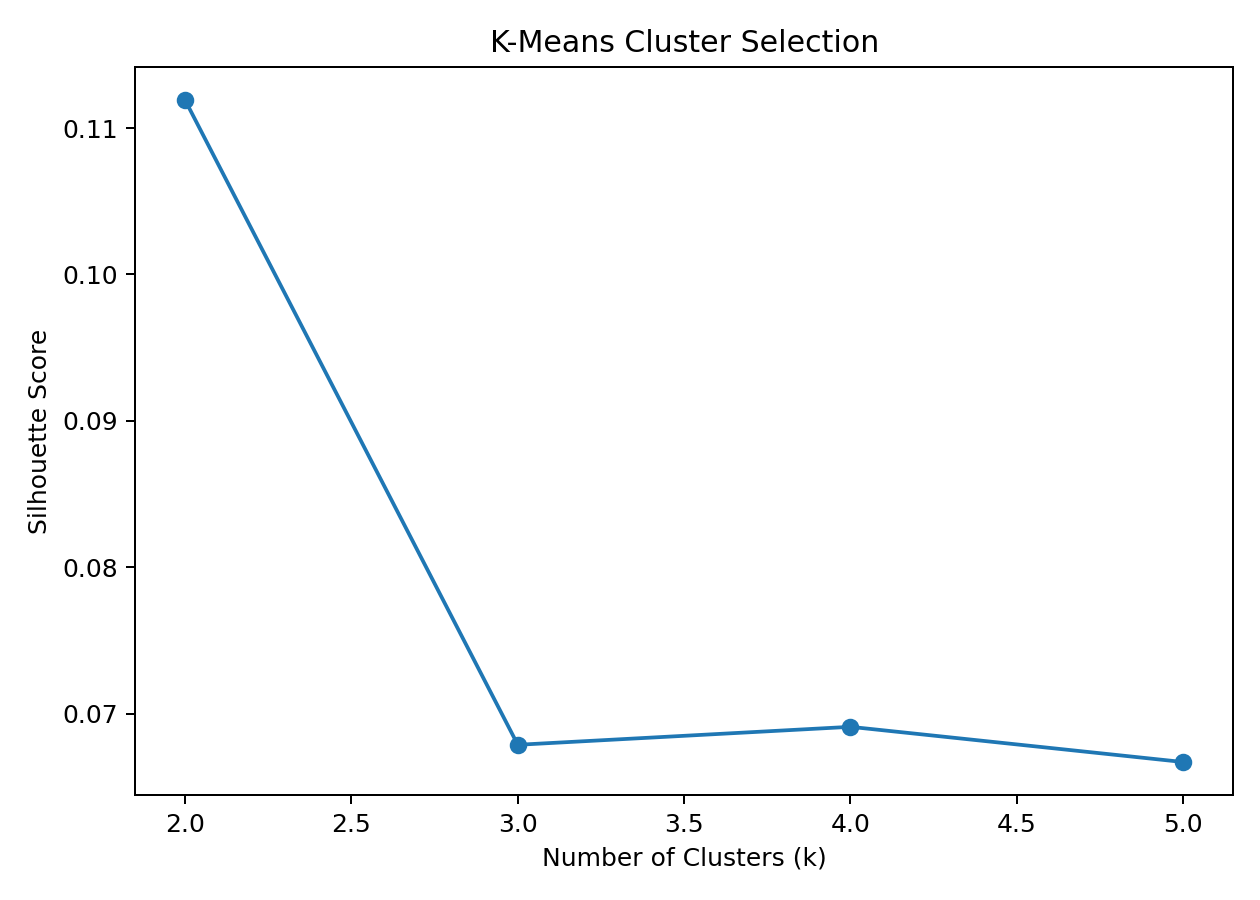 K-Means Cluster Selection
Silhouette Score
0.11
0.10
0.09
0.08
0.07
2.0 2.5 3.0 3.5 4.0 4.5 5.0
Number of Clusters (k)